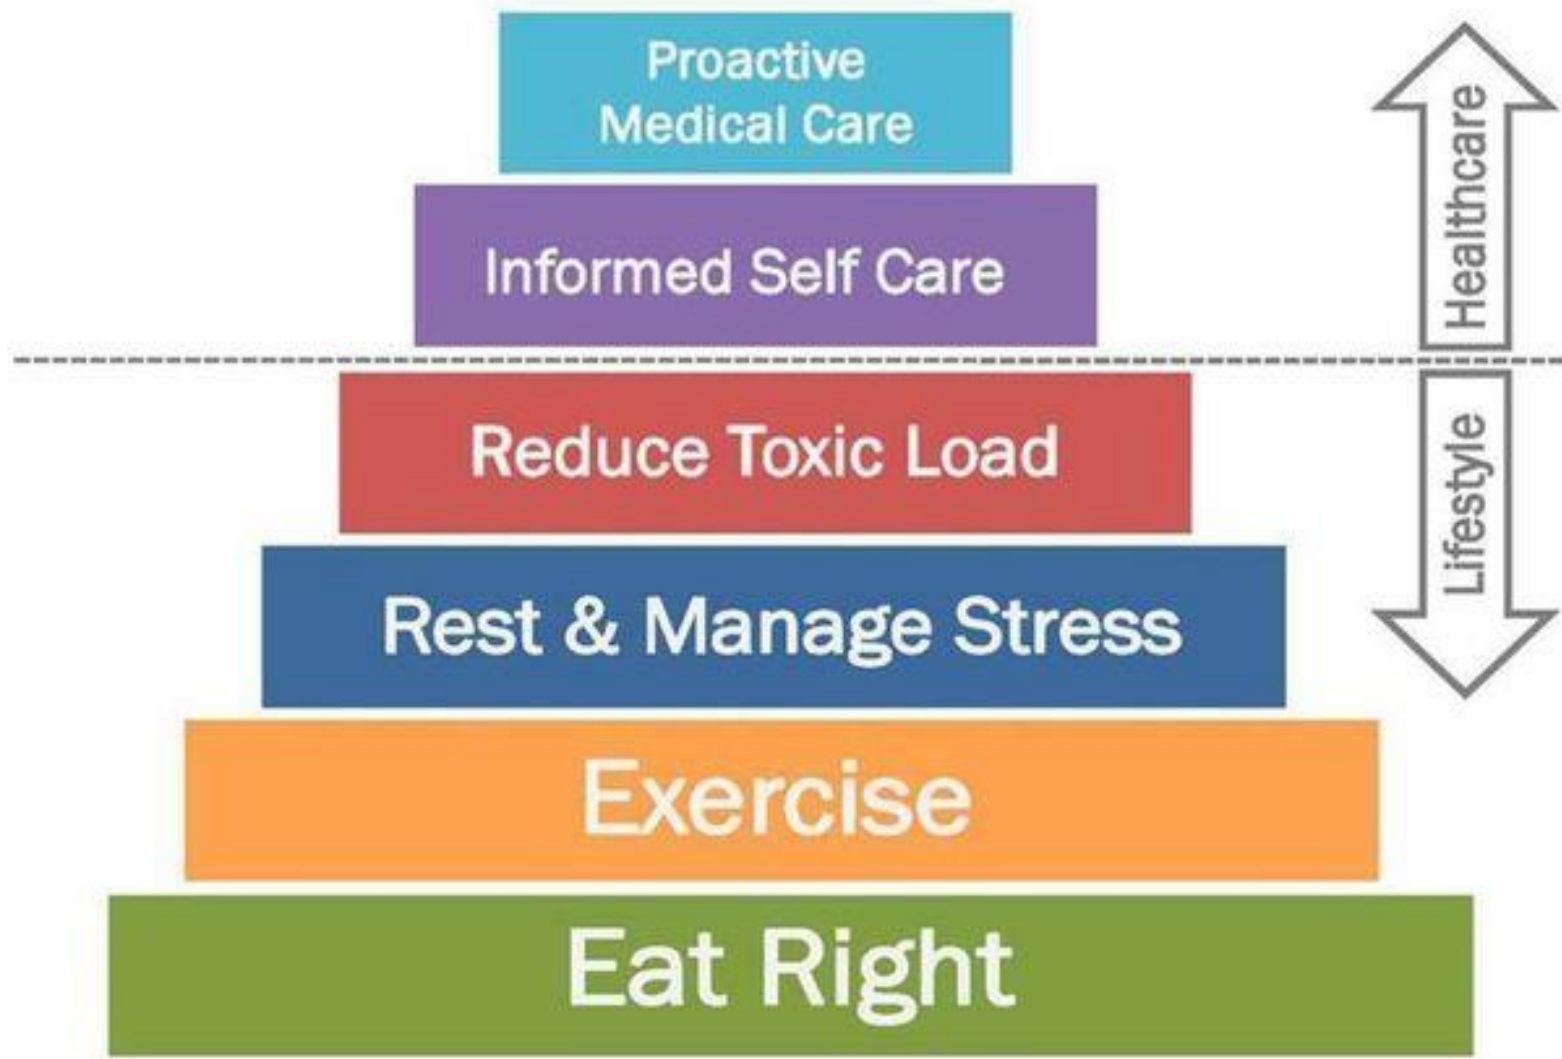 Proactive
Medical Care
Informed Self Care
Healthcare
Reduce Toxic Load
Lifestyle
Rest & Manage Stress
Exercise
Eat Right